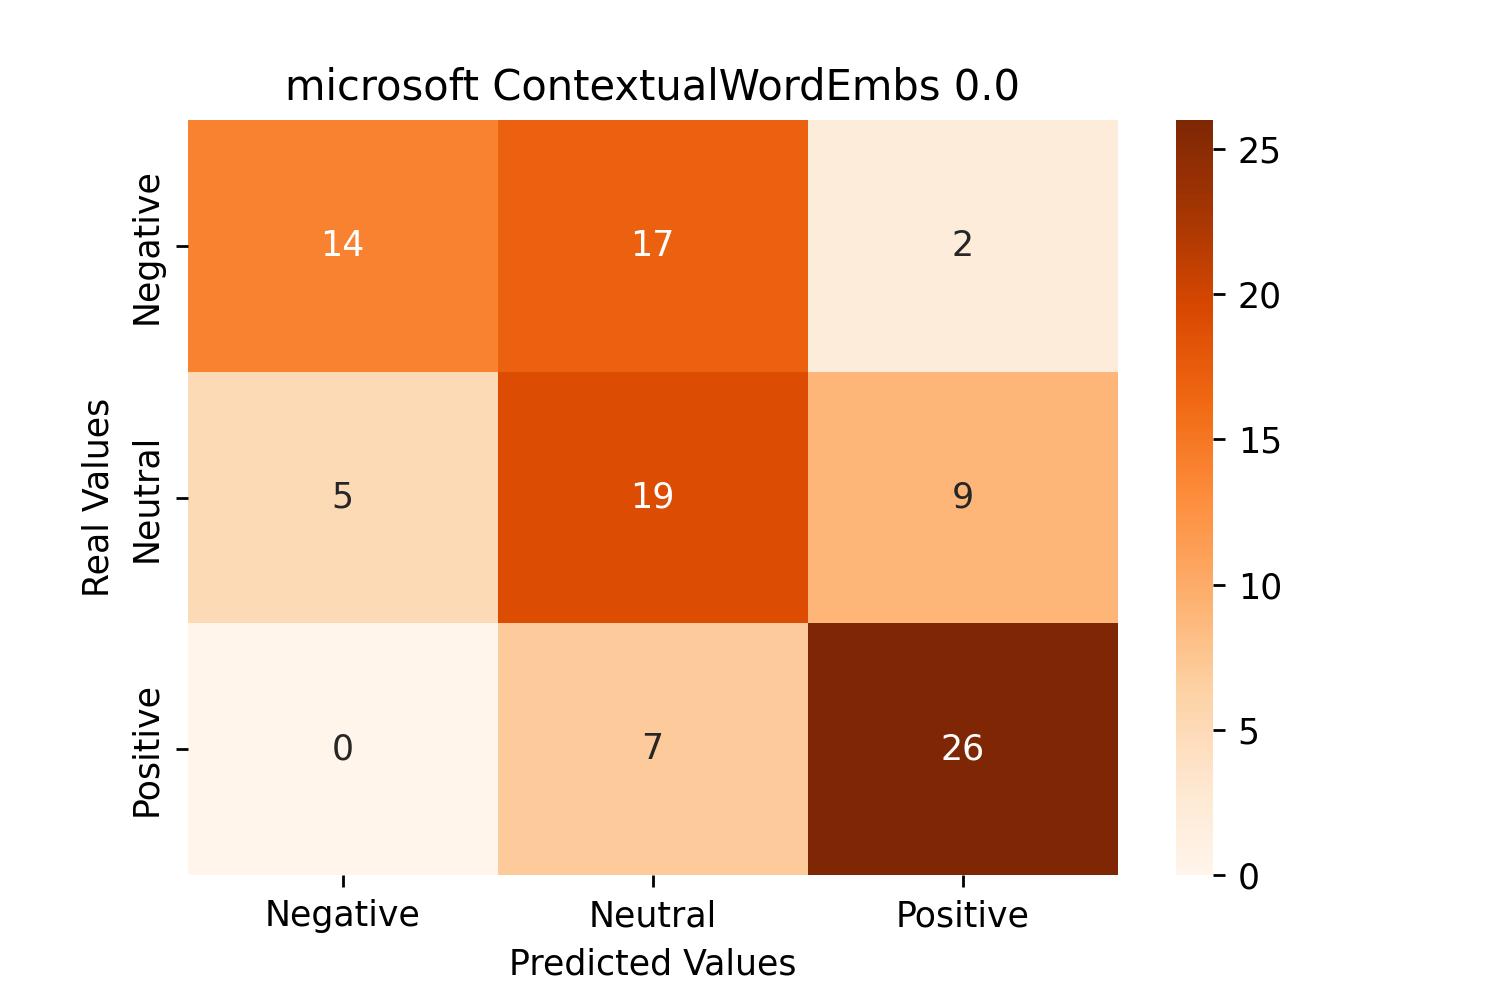 microsoft ContextualWordEmbs 0.0
Real Values
Negative
14 17 2
Neutral
5 19 9
Positive
0 7 26
Negative Neutral Positive
Predicted Values
25
20
15
10
5
0